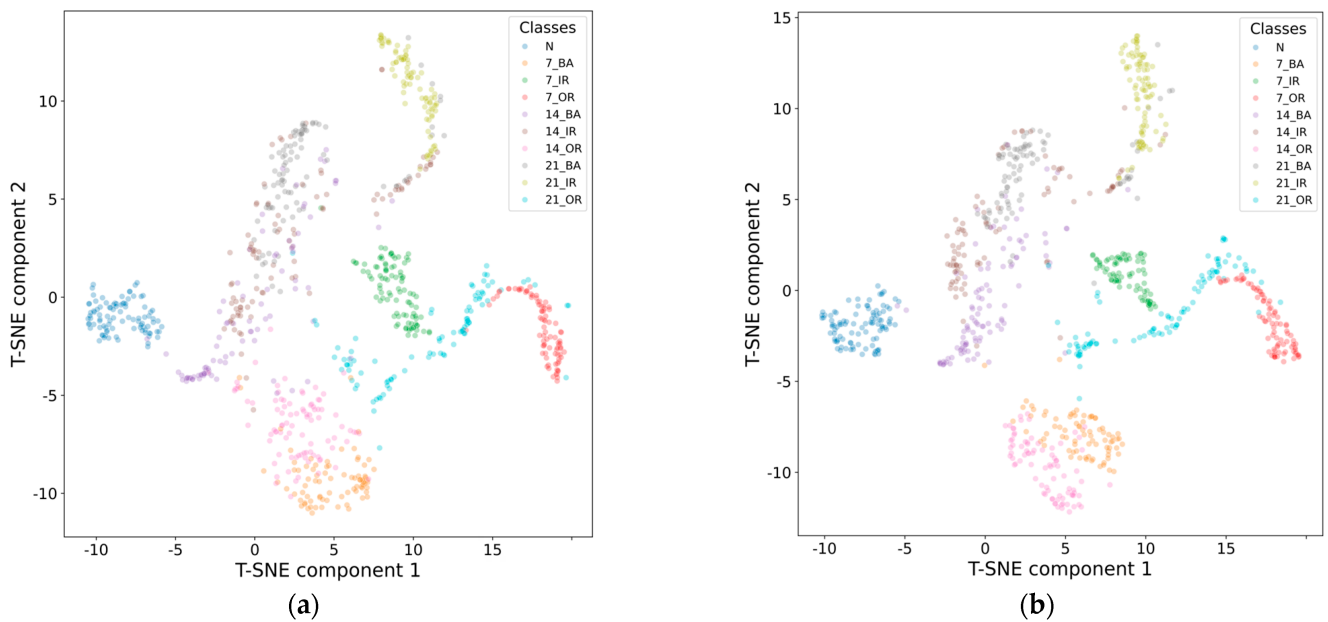 Classes
N
7_BA
7_IR
7_OR
14_BA
14_IR
14_OR
21_BA
21_IR
21_OR
10
5
0
-5
-10
T-SNE component 2
-10 -5 0 5 10 15
T-SNE component 1
(a)
15
Classes
N
7_BA
7_IR
7_OR
14_BA
14_IR
14_OR
21_BA
21_IR
21_OR
10
5
0
-5
-10
T-SNE component 2
-10 -5 0 5 10 15
T-SNE component 1
(b)